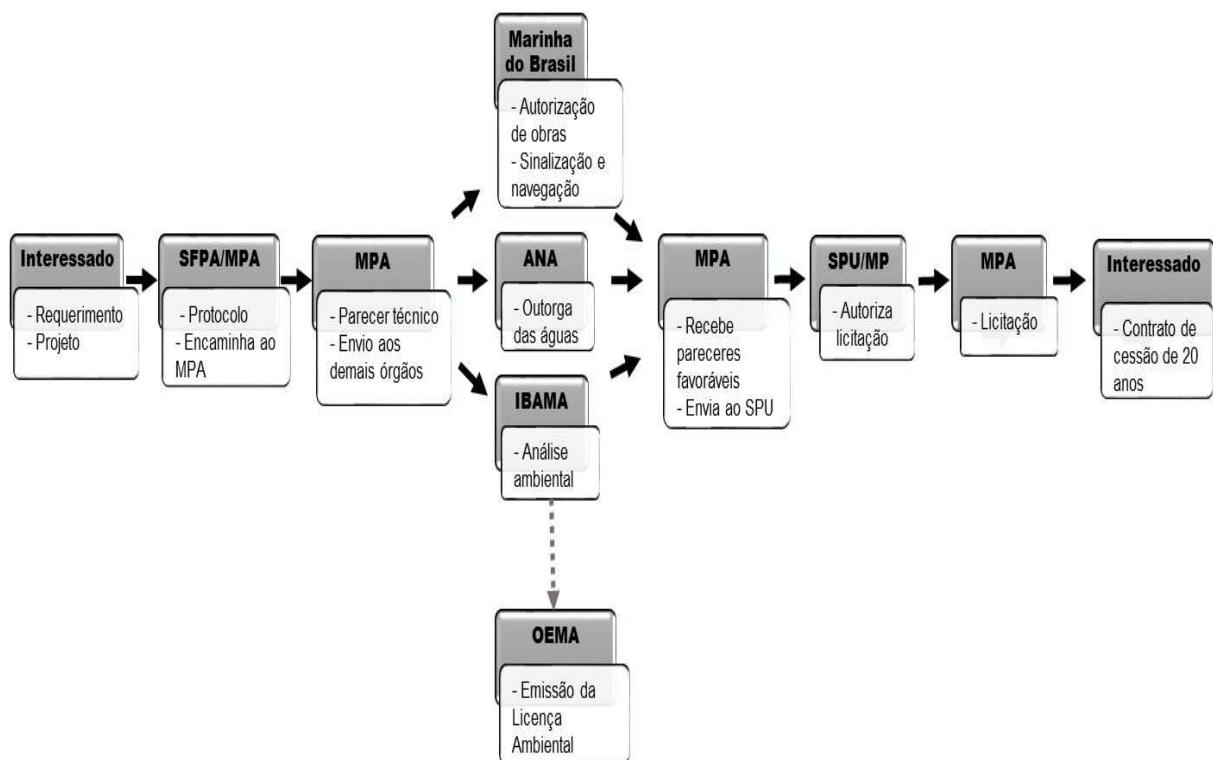 Marinha
do Brasil
- Autorização
de obras
- Sinalização e
navegação
Interessado
- Requerimento
- Projeto
SFPA/MPA
- Protocolo
- Encaminha ao
MPA
MPA
- Parecer técnico
- Envio aos
demais órgãos
ANA
- Outorga
das águas
IBAMA
- Análise
ambiental
OEMA
- Emissão da
Licença
Ambiental
MPA
- Recebe
pareceres
favoráveis
- Envia ao SPU
SPU/MP
- Autoriza
licitação
MPA
- Licitação
Interessado
- Contrato de
cessão de 20
anos